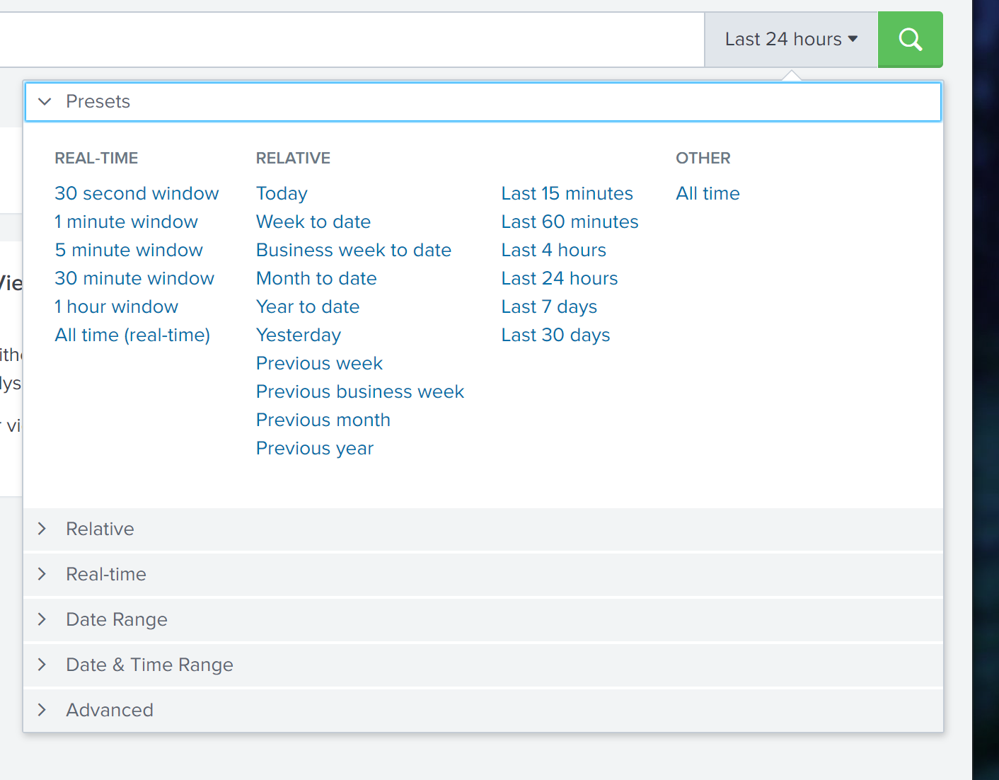 Last 24 hours
Presets
REAL-TIME
30 second window
1 minute window
5 minute window
30 minute window
1 hour window
All time (real-time)
RELATIVE
Today
Week to date
Business week to date
Month to date
Year to date
Yesterday
Previous week
Previous business week
Previous month
Previous year
Last 15 minutes
Last 60 minutes
Last 4 hours
Last 24 hours
Last 7 days
Last 30 days
OTHER
All time
Relative
Real-time
Date Range
Date & Time Range
Advanced